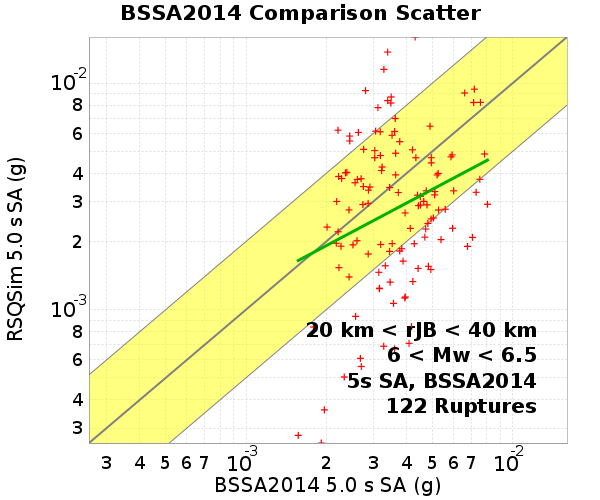 BSSA2014 Comparison Scatter
RSQSim 5.0 s SA (g)
10-2
8
6
4
3
2
10-3
8
6
4
3
20 km < rJB < 40 km
6 < Mw < 6.5
5s SA, BSSA2014
122 Ruptures
3 4 5 6 7 10-3 2 3 4 5 6 7 10-2
BSSA2014 5.0 s SA (g)